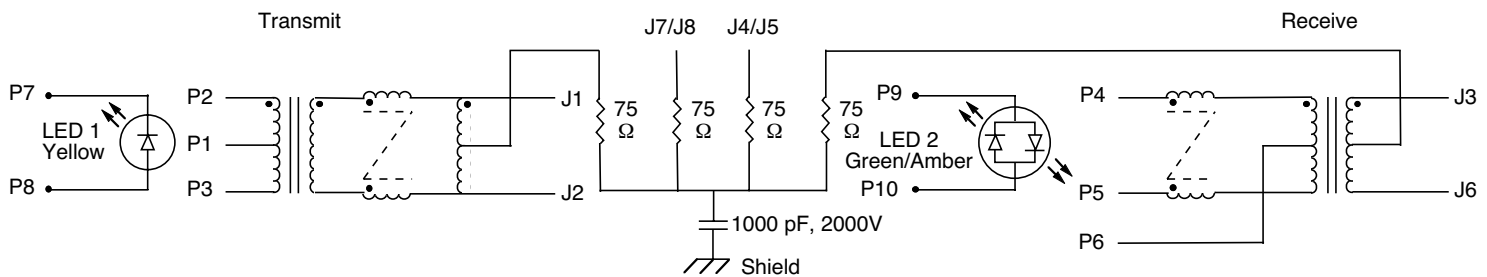 Transmit
J7/J8
J4/J5
Receive
P7
LED 1
Yellow
P8
P2
P1
P3
J1
J2
75
Ω
75
Ω
75
Ω
75
Ω
P9
LED 2
Green/Amber
P10
P4
P5
P6
J3
J6
1000 pF, 2000V
Shield